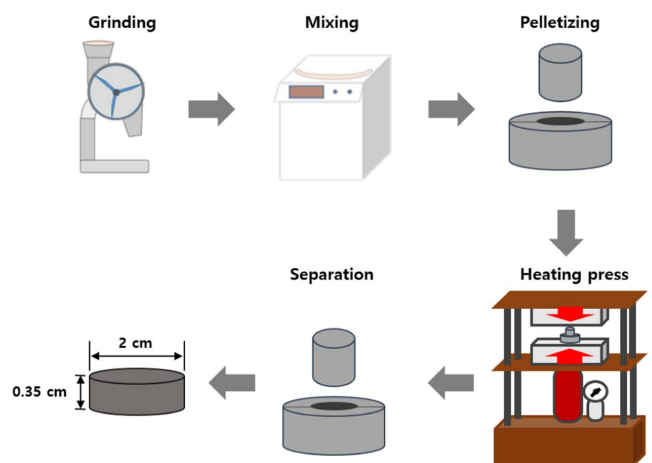 Grinding
Mixing
Pelletizing
Separation
Heating press
2 cm
0.35 cm